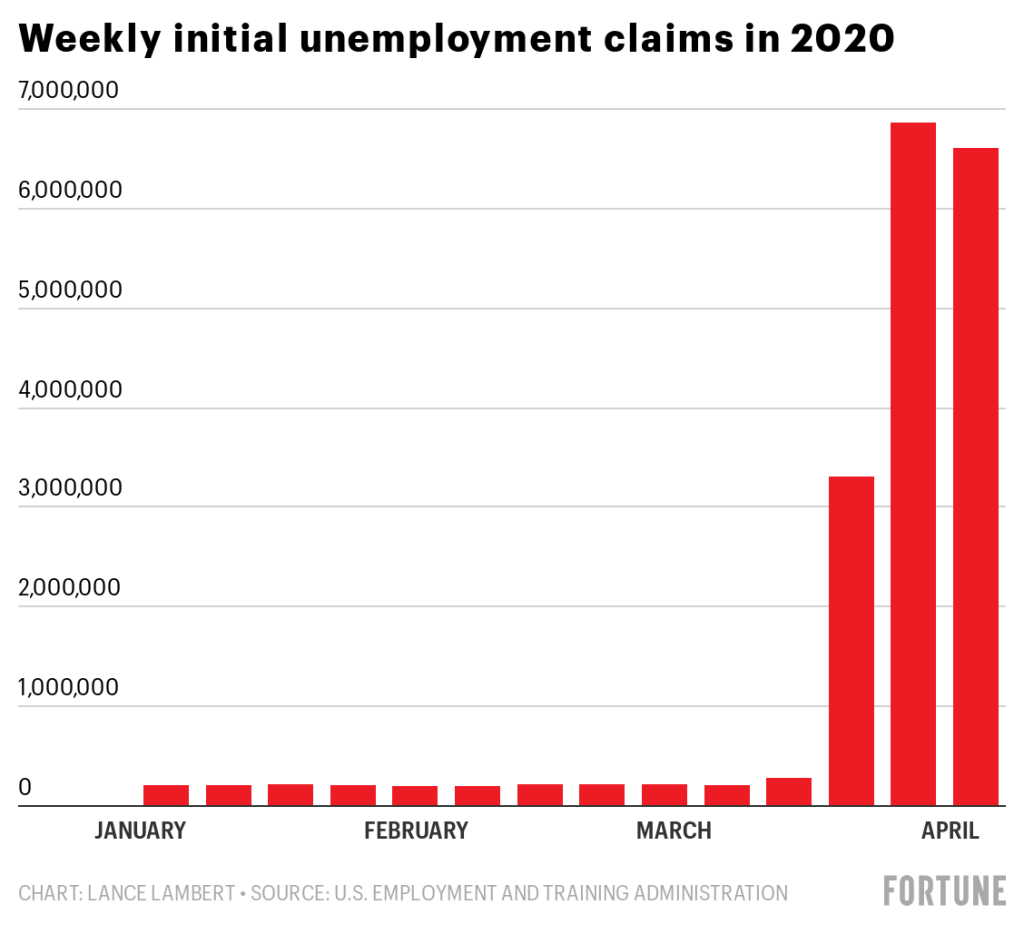 Weekly initial unemployment claims in 2020
7,000,000
6,000,000
5,000,000
4,000,000
3,000,000
2,000,000
1,000,000
0
JANUARY FEBRUARY MARCH APRIL
CHART: LANCE LAMBERT • SOURCE: U.S. EMPLOYMENT AND TRAINING ADMINISTRATION
FORTUNE